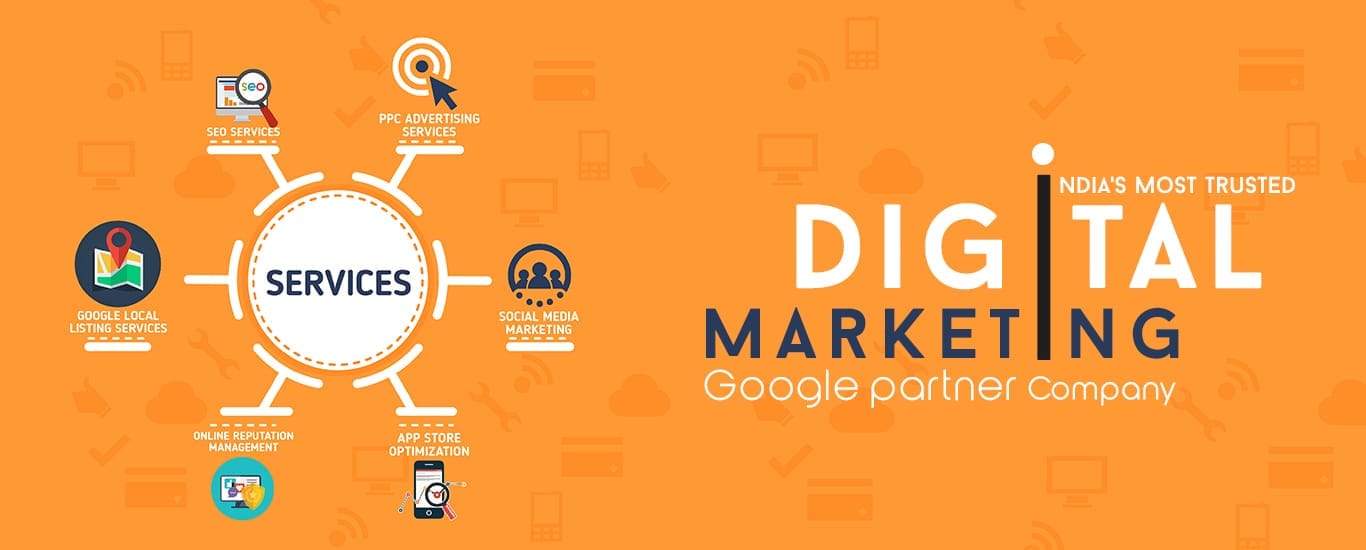 seo
SEO SERVICES
PPC ADVERTISING
SERVICES
GOOGLE LOCAL
LISTING SERVICES
SERVICES
SOCIAL MEDIA
MARKETING
ONLINE REPUTATION
MANAGEMENT
APP STORE
OPTIMIZATION
INDIA'S MOST TRUSTED
DIGITAL
MARKETING
Google partner Company